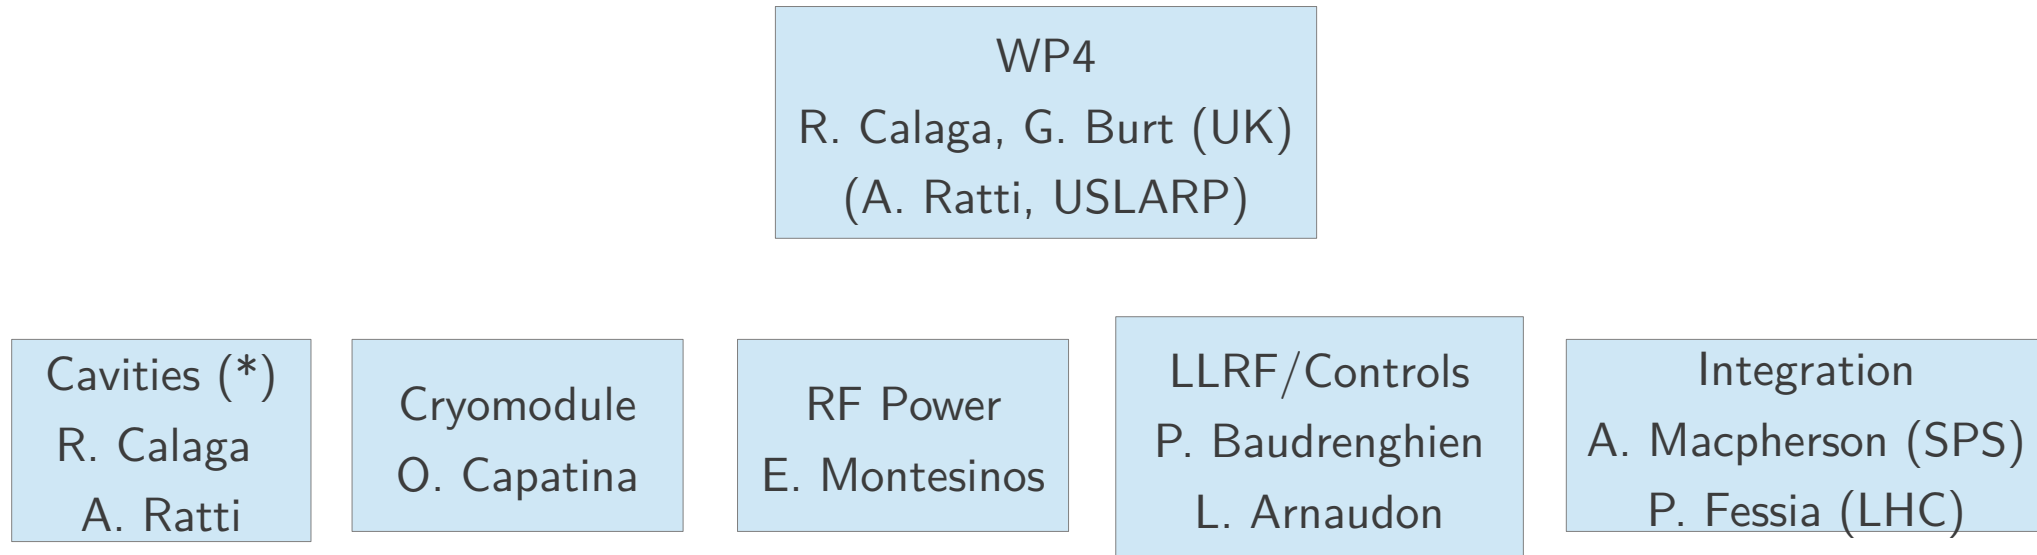 WP4
R. Calaga, G. Burt (UK)
(A. Ratti, USLARP)
Cavities (*)
R. Calaga
A. Ratti
Cryomodule
O. Capatina
RF Power
E. Montesinos
LLRF/Controls
P. Baudrenghien
L. Arnaudon
Integration
A. Macpherson (SPS)
P. Fessia (LHC)